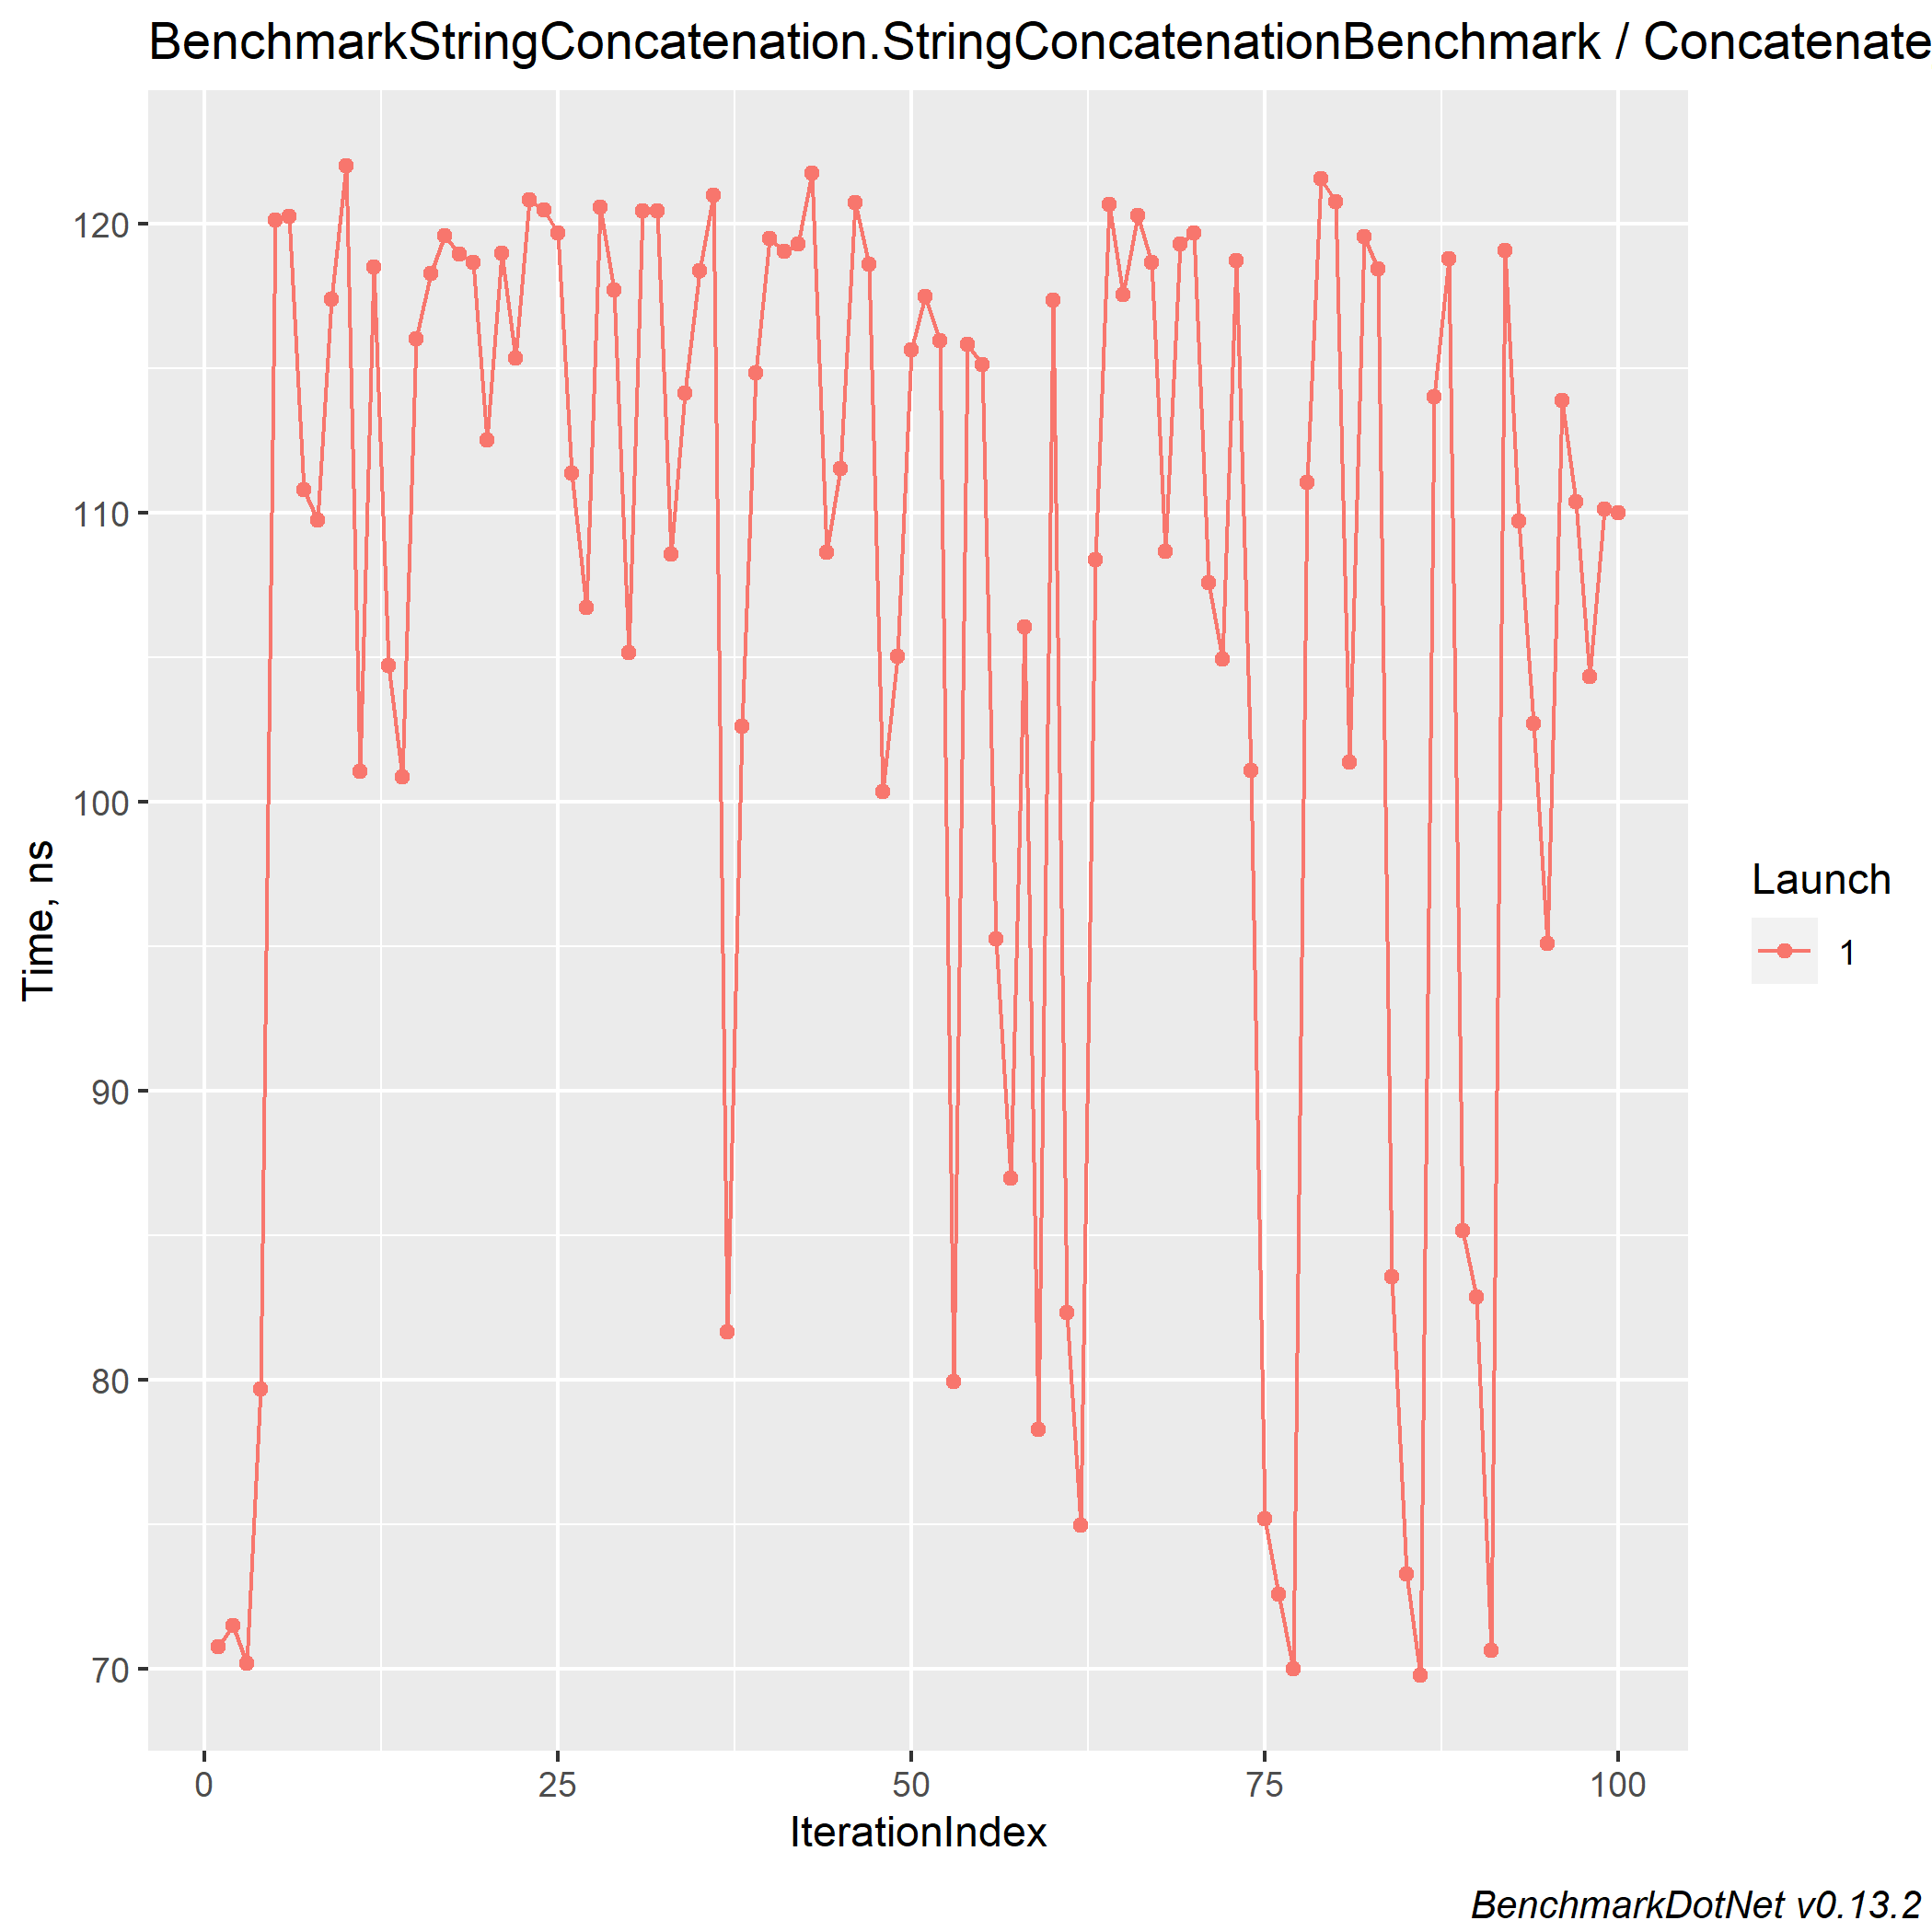 BenchmarkStringConcatenation.StringConcatenationBenchmark / Concatenate
120
110
100
90
80
70
Time, ns
0 25 50 75 100
IterationIndex
Launch
1
BenchmarkDotNet v0.13.2